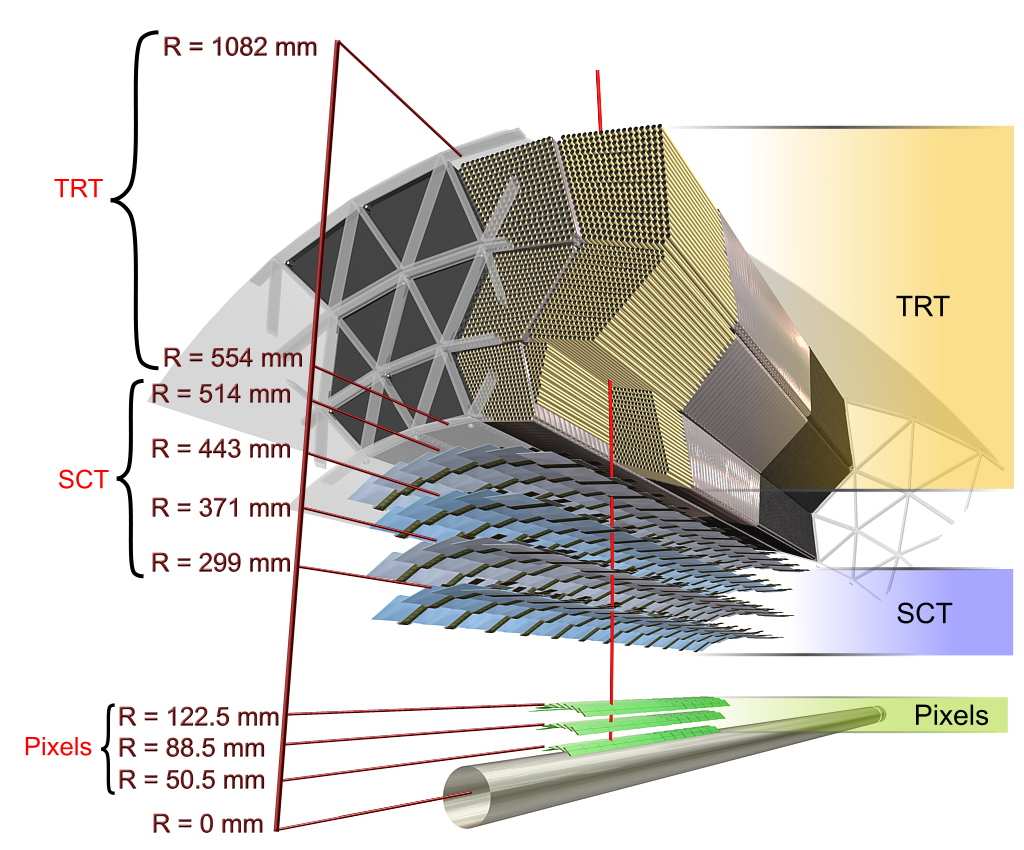 R = 1082 mm
TRT
R = 554 mm
R = 514 mm
R = 443 mm
SCT
R = 371 mm
R = 299 mm
R = 122.5 mm
Pixels
R = 88.5 mm
R = 50.5 mm
R = 0 mm
TRT
SCT
Pixels